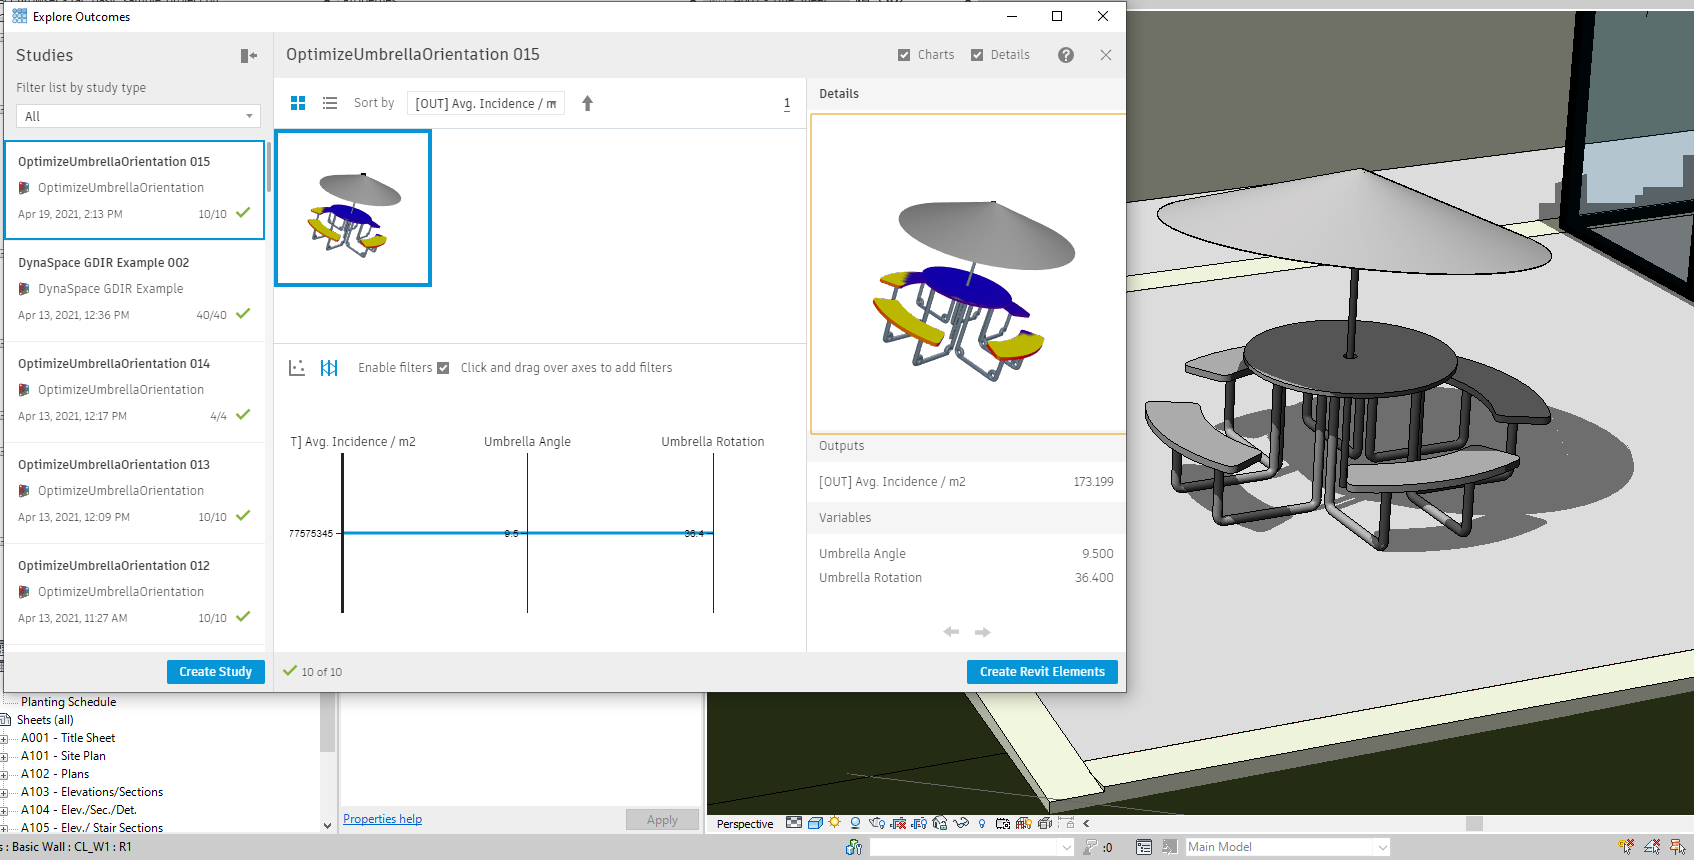 Explore Outcomes
Studies
Filter list by study type
All
OptimizeUmbrellaOrientation 015
OptimizeUmbrellaOrientation
Apr 19, 2021, 2:13 PM 10/10
DynaSpace GDIR Example 002
DynaSpace GDIR Example
Apr 13, 2021, 12:36 PM 40/40
OptimizeUmbrellaOrientation 014
OptimizeUmbrellaOrientation
Apr 13, 2021, 12:17 PM 4/4
OptimizeUmbrellaOrientation 013
OptimizeUmbrellaOrientation
Apr 13, 2021, 12:09 PM 10/10
OptimizeUmbrellaOrientation 012
OptimizeUmbrellaOrientation
Apr 13, 2021, 11:27 AM 10/10
Create Study
OptimizeUmbrellaOrientation 015
Charts Details
Sort by [OUT] Avg. Incidence / m 1
Enable filters Click and drag over axes to add filters
T] Avg. Incidence / m2 Umbrella Angle Umbrella Rotation
77575345 9.5 36.4
10 of 10
Details
Outputs
[OUT] Avg. Incidence / m2 173.199
Variables
Umbrella Angle 9.500
Umbrella Rotation 36.400
Create Revit Elements
Planting Schedule
Sheets (all)
A001 - Title Sheet
A101 - Site Plan
A102 - Plans
A103 - Elevations/Sections
A104 - Elev./Sec./Det.
A105 - Elev./ Stair Sections
Properties help Apply
Perspective
s : Basic Wall : CL_W1 : R1
:0
Main Model